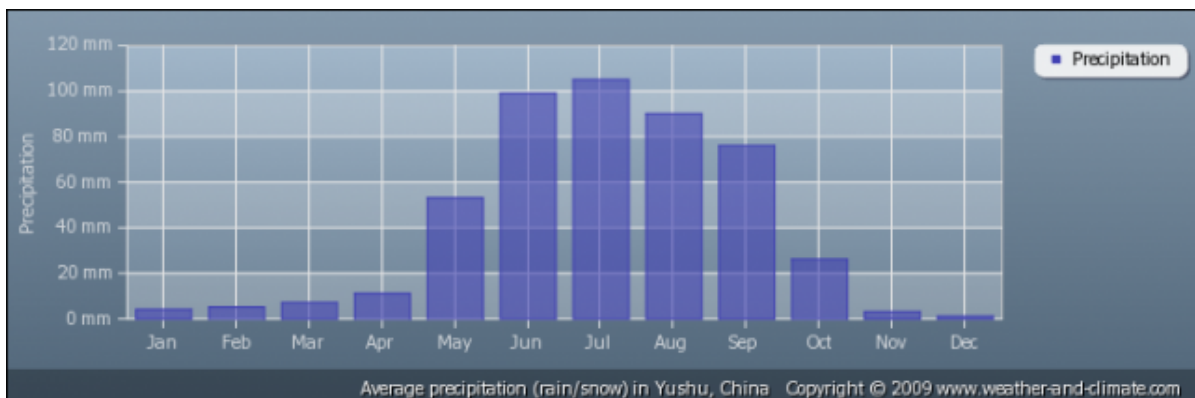 120 mm
100 mm
80 mm
60 mm
40 mm
20 mm
0 mm
Precipitation
Jan Feb Mar Apr May Jun Jul Aug Sep Oct Nov Dec
Precipitation
Average precipitation (rain/snow) in Yushu, China Copyright © 2009 www.weather-and-climate.com